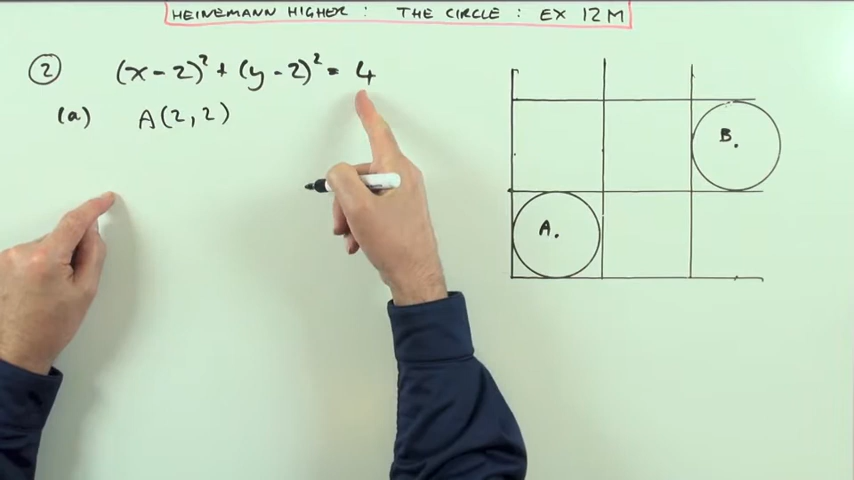 HEINEMANN HIGHER : THE CIRCLE : EX 12M
② (x-2)² + (y-2)² = 4
(a) A(2,2)
B.
A.